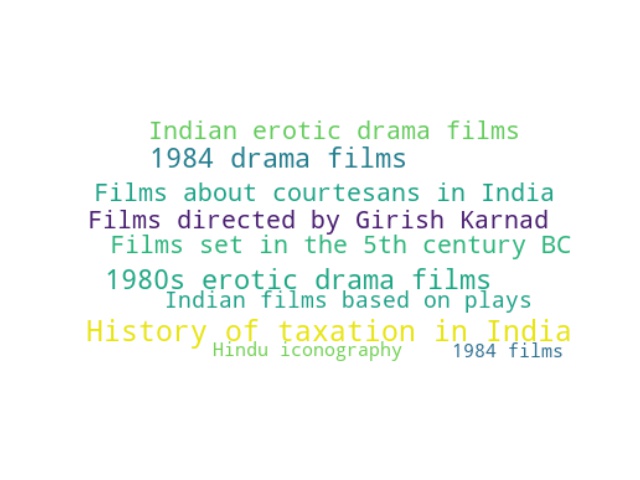 Indian erotic drama films
1984 drama films
Films about courtesans in India
Films directed by Girish Karnad
Films set in the 5th century BC
1980s erotic drama films
Indian films based on plays
History of taxation in India
Hindu iconography
1984 films